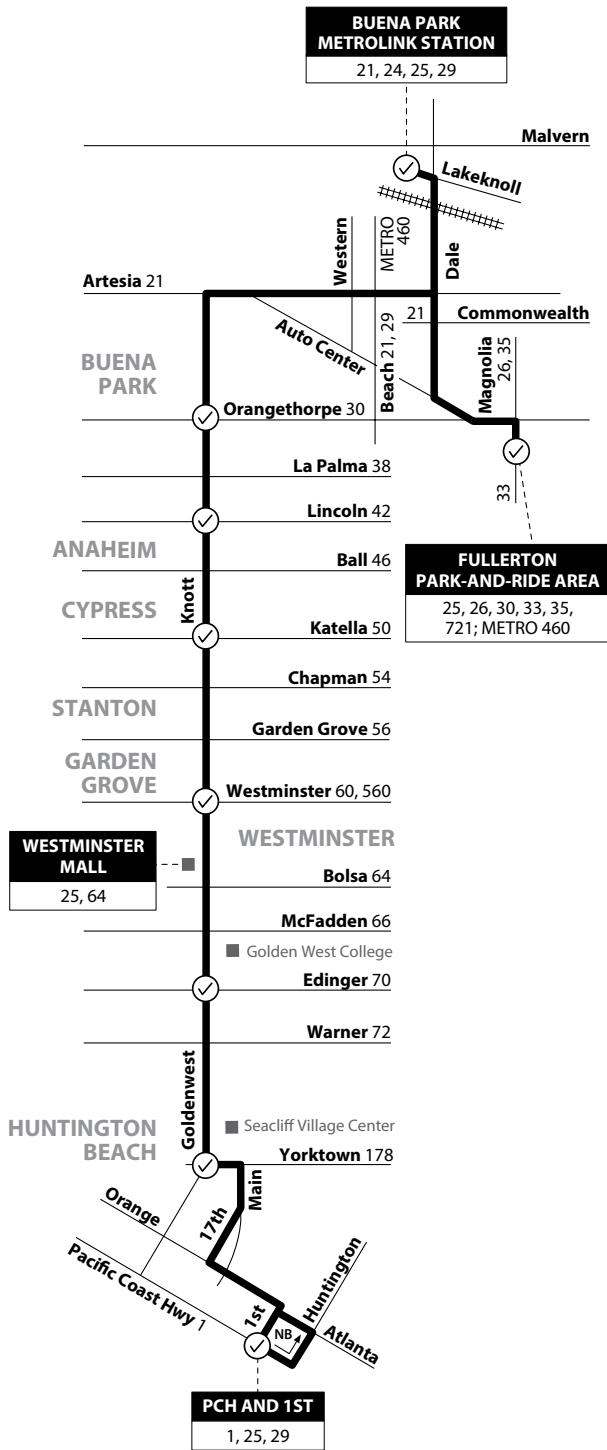 BUENA PARK
METROLINK STATION
21, 24, 25, 29
Malvern
Lakeknoll
METRO
460
Western
Dale
Artesia 21
21
Commonwealth
Auto Center
Beach 21, 29
Magnolia
26, 35
BUENA
PARK
Orangethorpe 30
33
La Palma 38
Lincoln 42
ANAHEIM
Ball 46
FULLERTON
PARK-AND-RIDE AREA
25, 26, 30, 33, 35,
721; METRO 460
Knott
CYPRESS
Katella 50
Chapman 54
STANTON
Garden Grove 56
GARDEN
GROVE
Westminster 60, 560
WESTMINSTER
WESTMINSTER
MALL
25, 64
Bolsa 64
McFadden 66
Golden West College
Edinger 70
Warner 72
Goldenwest
Seacliff Village Center
HUNTINGTON
BEACH
Yorktown 178
Main
Orange
17th
Pacific Coast Hwy 1
1st
NB
Huntington
Atlanta
PCH AND 1ST
1, 25, 29